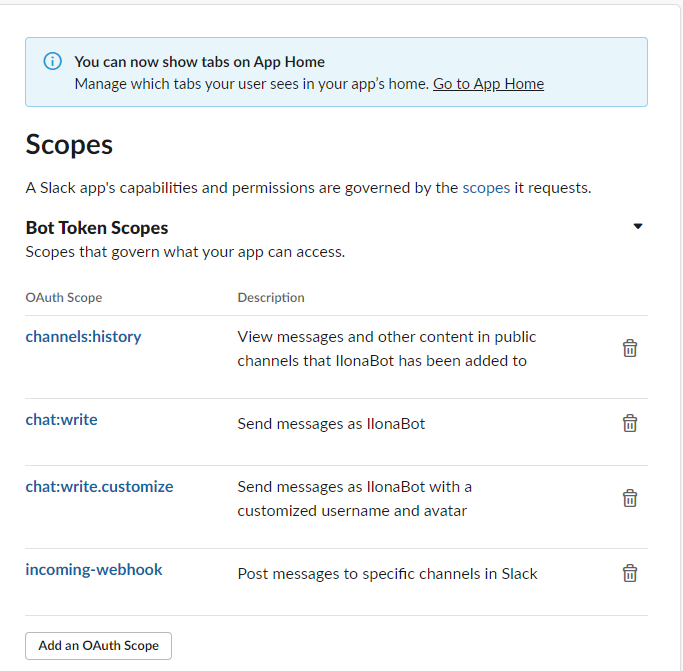 You can now show tabs on App Home
Manage which tabs your user sees in your app's home. Go to App Home
Scopes
A Slack app's capabilities and permissions are governed by the scopes it requests.
Bot Token Scopes
Scopes that govern what your app can access.
OAuth Scope Description
channels:history View messages and other content in public
channels that IlonaBot has been added to
chat:write Send messages as IlonaBot
chat:write.customize Send messages as IlonaBot with a
customized username and avatar
incoming-webhook Post messages to specific channels in Slack
Add an OAuth Scope